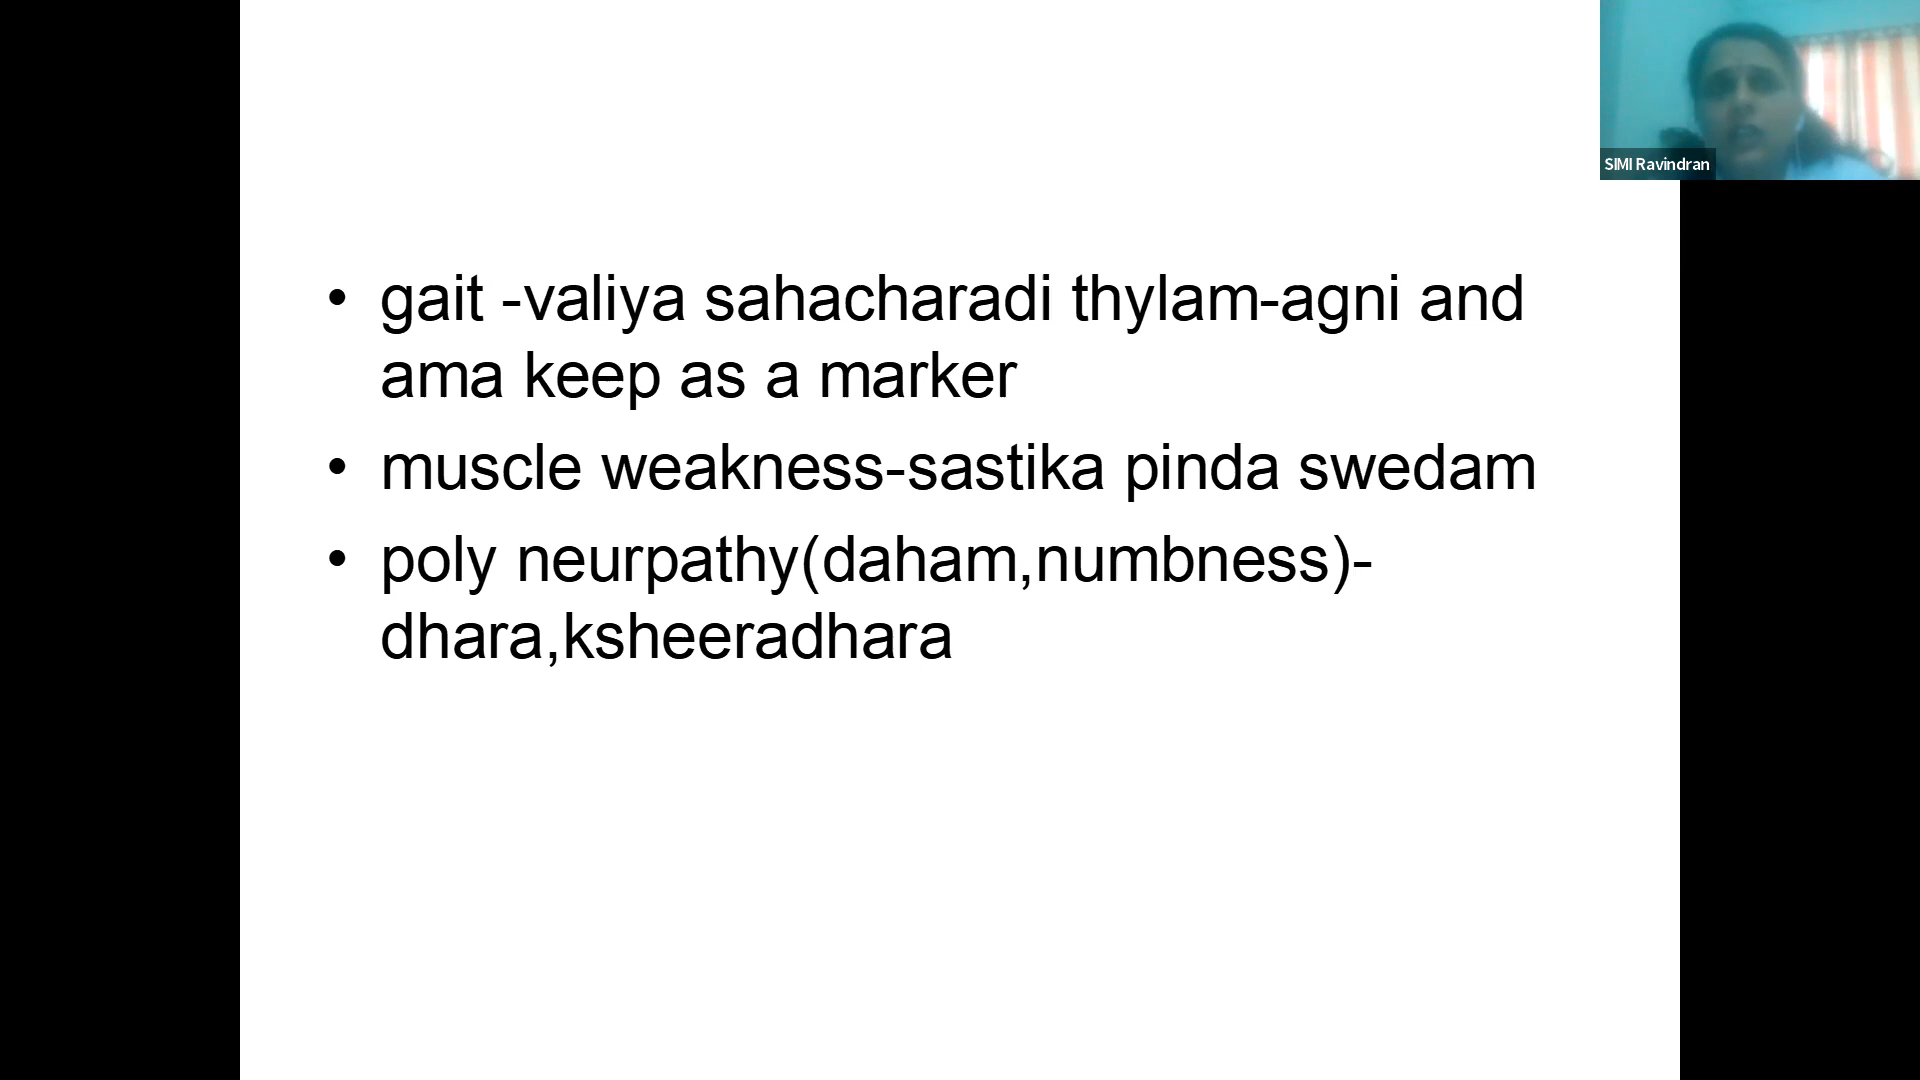 SIMI Ravindran
• gait -valiya sahacharadi thylam-agni and
ama keep as a marker
• muscle weakness-sastika pinda swedam
• poly neurpathy(daham,numbness)-
dhara,ksheeradhara